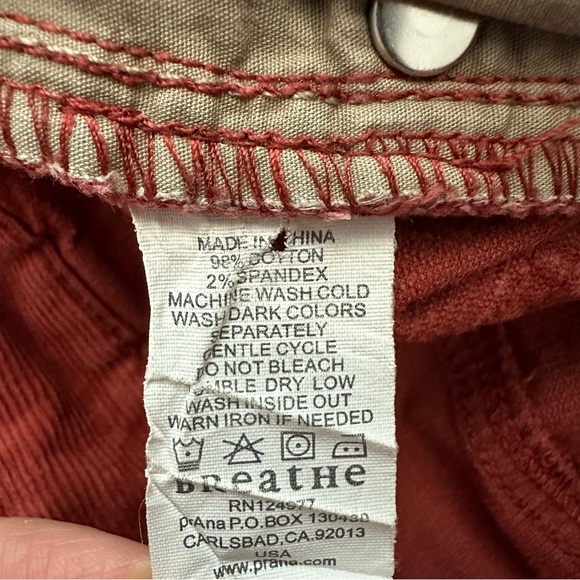 MADE IN CHINA
98% COTTON
2% SPANDEX
MACHINE WASH COLD
WASH DARK COLORS
SEPARATELY
GENTLE CYCLE
DO NOT BLEACH
TUMBLE DRY LOW
WASH INSIDE OUT
WARN IRON IF NEEDED
BReatHe
RN124977
prAna P.O.BOX 130430
CARLSBAD,CA.92013
USA
www.prana.com